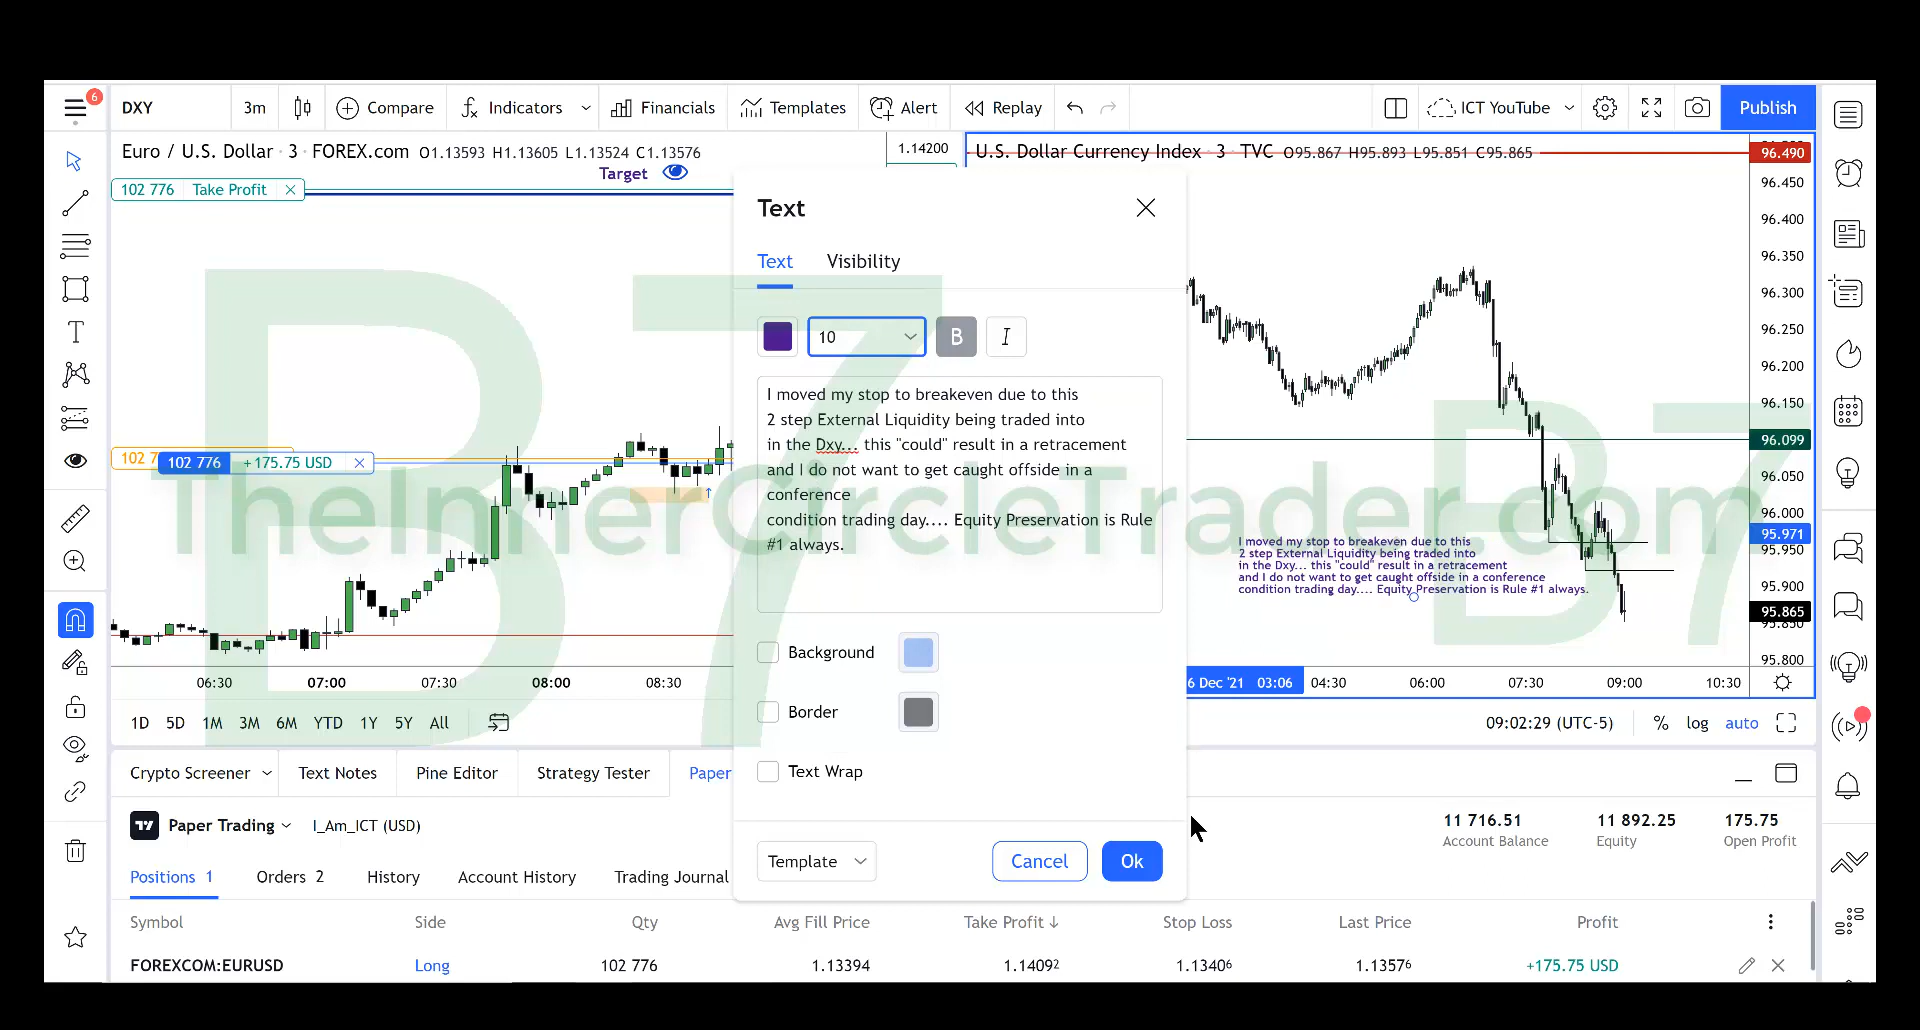 6
DXY
3m
Compare
Indicators
Financials
Templates
Alert
Replay
ICT YouTube
Publish
Euro / U.S. Dollar · 3 · FOREX.com O1.13593 H1.13605 L1.13524 C1.13576
1.14200
U.S. Dollar Currency Index · 3 · TVC O95.867 H95.893 L95.851 C95.865
96.490
Target
102 776 Take Profit
96.450
96.400
96.350
96.300
96.250
96.200
96.150
96.099
96.050
96.000
95.971
95.950
95.900
95.865
95.850
95.800
102 7
102 776 +175.75 USD
B7
TheInnerCircleTrader.com
B7
Text
Text Visibility
10
B
I
I moved my stop to breakeven due to this
2 step External Liquidity being traded into
in the Dxy... this "could" result in a retracement
and I do not want to get caught offside in a
conference
condition trading day.... Equity Preservation is Rule
#1 always.
I moved my stop to breakeven due to this
2 step External Liquidity being traded into
in the Dxy... this "could" result in a retracement
and I do not want to get caught offside in a conference
condition trading day.... Equity Preservation is Rule #1 always.
Background
Border
Text Wrap
Template
Cancel
Ok
06:30 07:00 07:30 08:00 08:30
6 Dec '21 03:06 04:30 06:00 07:30 09:00 10:30
1D 5D 1M 3M 6M YTD 1Y 5Y All
09:02:29 (UTC-5) % log auto
Crypto Screener
Text Notes
Pine Editor
Strategy Tester
Paper
Paper Trading
I_Am_ICT (USD)
11 716.51
Account Balance
11 892.25
Equity
175.75
Open Profit
Positions 1
Orders 2
History
Account History
Trading Journal
Symbol Side Qty Avg Fill Price Take Profit ↓ Stop Loss Last Price Profit
FOREXCOM:EURUSD Long 102 776 1.13394 1.14092 1.13406 1.13576 +175.75 USD